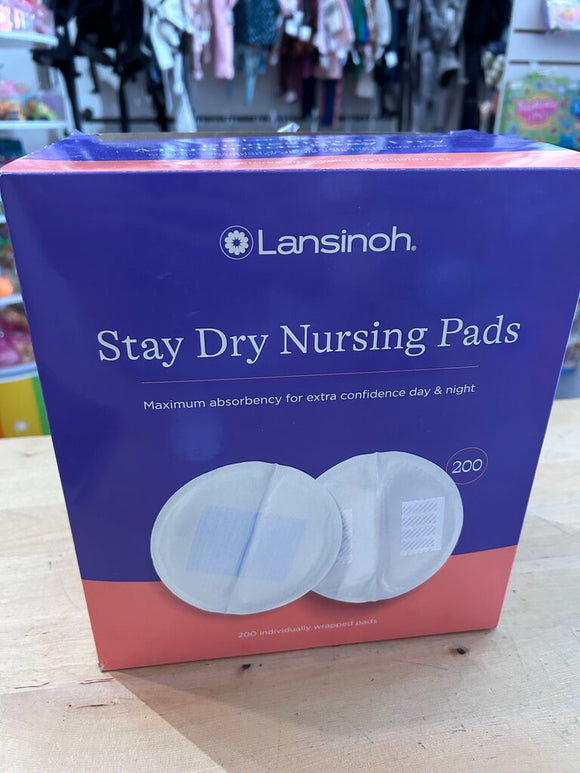 Lansinoh®
Stay Dry Nursing Pads
Maximum absorbency for extra confidence day & night
200
200 individually wrapped pads